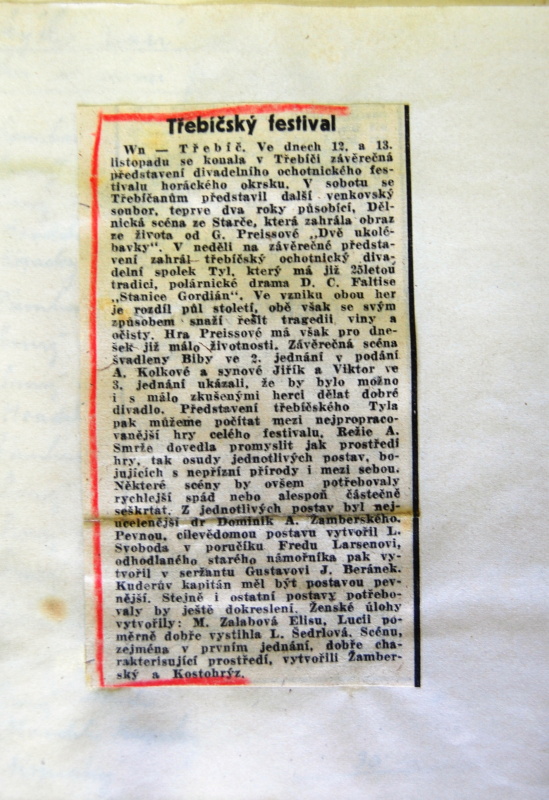 Třebíčský festival
Wn — Třebíč. Ve dnech 12. a 13.
listopadu se konala v Třebíči závěrečná
představení divadelního ochotnického fes-
tivalu horáckého okrsku. V sobotu se
Třebíčanům představil další venkovský
soubor, teprve dva roky působící, Děl-
nická scéna ze Starče, která zahrála obraz
ze života od G. Preissové „Dvě ukolé-
bavky“. V neděli na závěrečné předsta-
vení zahrál třebíčský ochotnický diva-
delní spolek Tyl, který má již 25letou
tradici, polárnické drama D. C. Faltise
„Stanice Gordián“. Ve vzniku obou her
je rozdíl půl století, obě však se svým
způsobem snaží řešit tragedii viny a
očisty. Hra Preissové má však pro dne-
šek již málo životnosti. Závěrečná scéna
švadleny Biby ve 2. jednání v podání
A. Kolkové a synové Jiřík a Viktor ve
3. jednání ukázali, že by bylo možno
i s málo zkušenými herci dělat dobré
divadlo. Představení třebíčského Tyla
pak můžeme počítat mezi nejpropraco-
vanější hry celého festivalu. Režie A.
Smrže dovedla promyslit jak prostředí
hry, tak osudy jednotlivých postav, bo-
jujících s nepřízní přírody i mezi sebou.
Některé scény by ovšem potřebovaly
rychlejší spád nebo alespoň částečně
seškrtat. Z jednotlivých postav byl nej-
ucelenější dr Dominik A. Žamberského.
Pevnou, cílevědomou postavu vytvořil L.
Svoboda v poručíku Fredu Larsenovi,
odhodlaného starého námořníka pak vy-
tvořil v seržantu Gustavovi J. Beránek.
Kuderův kapitán měl být postavou pev-
nější. Stejně i ostatní postavy potřebo-
valy by ještě dokreslení. Ženské úlohy
vytvořily: M. Zalabová Elisu, Lucii po-
měrně dobře vystihla L. Šedrlová. Scénu,
zejména v prvním jednání, dobře cha-
rakterisující prostředí, vytvořili Žamber-
ský a Kostohrýz.